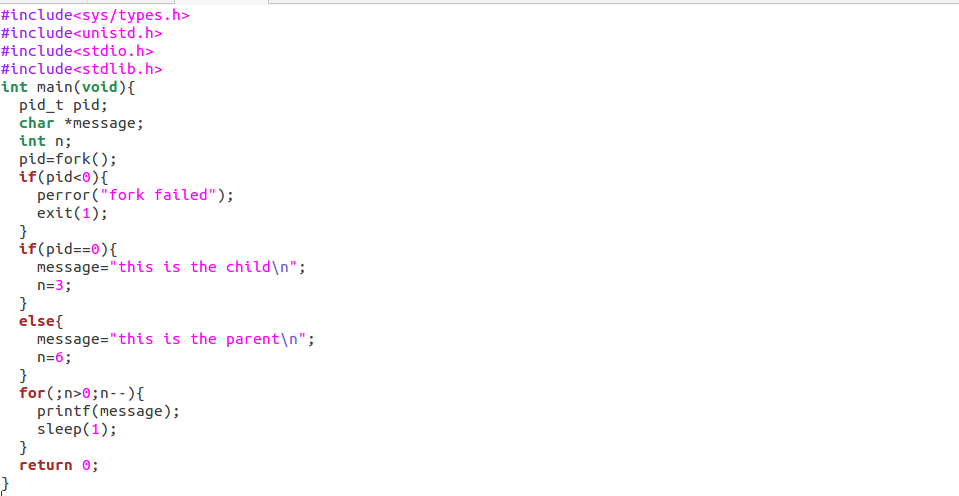 #include<sys/types.h>
#include<unistd.h>
#include<stdio.h>
#include<stdlib.h>
int main(void){
  pid_t pid;
  char *message;
  int n;
  pid=fork();
  if(pid<0){
    perror("fork failed");
    exit(1);
  }
  if(pid==0){
    message="this is the child\n";
    n=3;
  }
  else{
    message="this is the parent\n";
    n=6;
  }
  for(;n>0;n--){
    printf(message);
    sleep(1);
  }
  return 0;
}